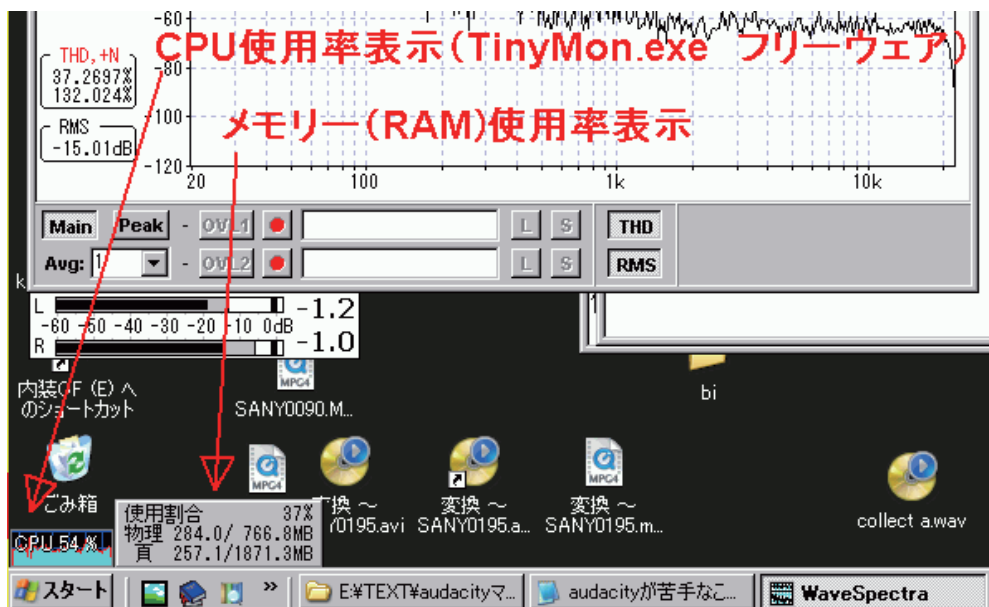 -60
THD, +N
37.2697%
132.024%
CPU使用率表示(TinyMon.exe フリーウェア)
-80
-100
メモリー(RAM)使用率表示
RMS
-15.01dB
-120
20 100 1k 10k
Main Peak - OVL1 L S THD
Avg: 1 - OVL2 L S RMS
k
L -1.2
-60 -50 -40 -30 -20 -10 0dB
R -1.0
内装CF (E) へ
のショートカット
MPG4
SANY0090.M...
bi
ごみ箱
MPG4
変換 ~
Y0195.avi
変換 ~
SANY0195.a...
MPG4
変換 ~
SANY0195.m...
collect a.wav
CPU 54 %
使用割合 37%
物理 284.0/ 766.8MB
頁 257.1/1871.3MB
スタート » E:¥TEXT¥audacityマ... audacityが苦手なこ... WaveSpectra